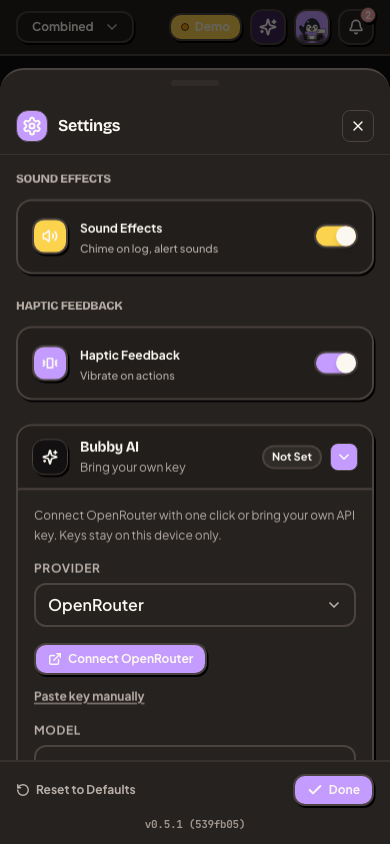 Combined
Demo
2
Settings
SOUND EFFECTS
Sound Effects
Chime on log, alert sounds
HAPTIC FEEDBACK
Haptic Feedback
Vibrate on actions
Bubby AI
Bring your own key
Not Set
Connect OpenRouter with one click or bring your own API
key. Keys stay on this device only.
PROVIDER
OpenRouter
Connect OpenRouter
Paste key manually
MODEL
Reset to Defaults
Done
v0.5.1 (539fb05)